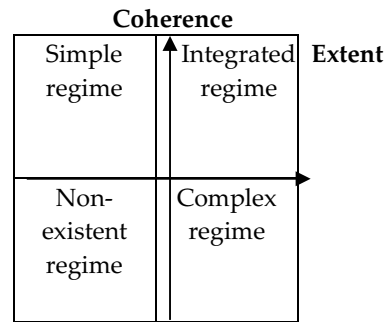 Coherence
Simple
regime
Integrated
regime
Extent
Non-
existent
regime
Complex
regime